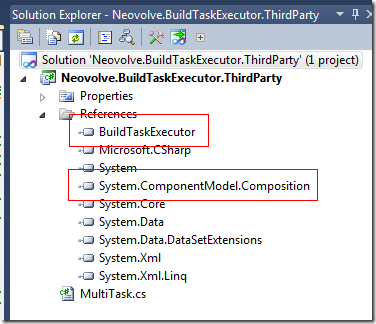 Solution Explorer - Neovolve.BuildTaskExecutor.ThirdParty
Solution 'Neovolve.BuildTaskExecutor.ThirdParty' (1 project)
Neovolve.BuildTaskExecutor.ThirdParty
Properties
References
BuildTaskExecutor
Microsoft.CSharp
System
System.ComponentModel.Composition
System.Core
System.Data
System.Data.DataSetExtensions
System.Xml
System.Xml.Linq
MultiTask.cs